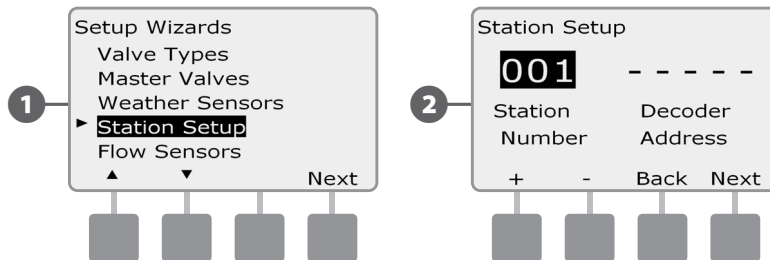 1
Setup Wizards
Valve Types
Master Valves
Weather Sensors
► Station Setup
Flow Sensors
▲ ▼ Next
2
Station Setup
001 - - - - -
Station Decoder
Number Address
+ - Back Next